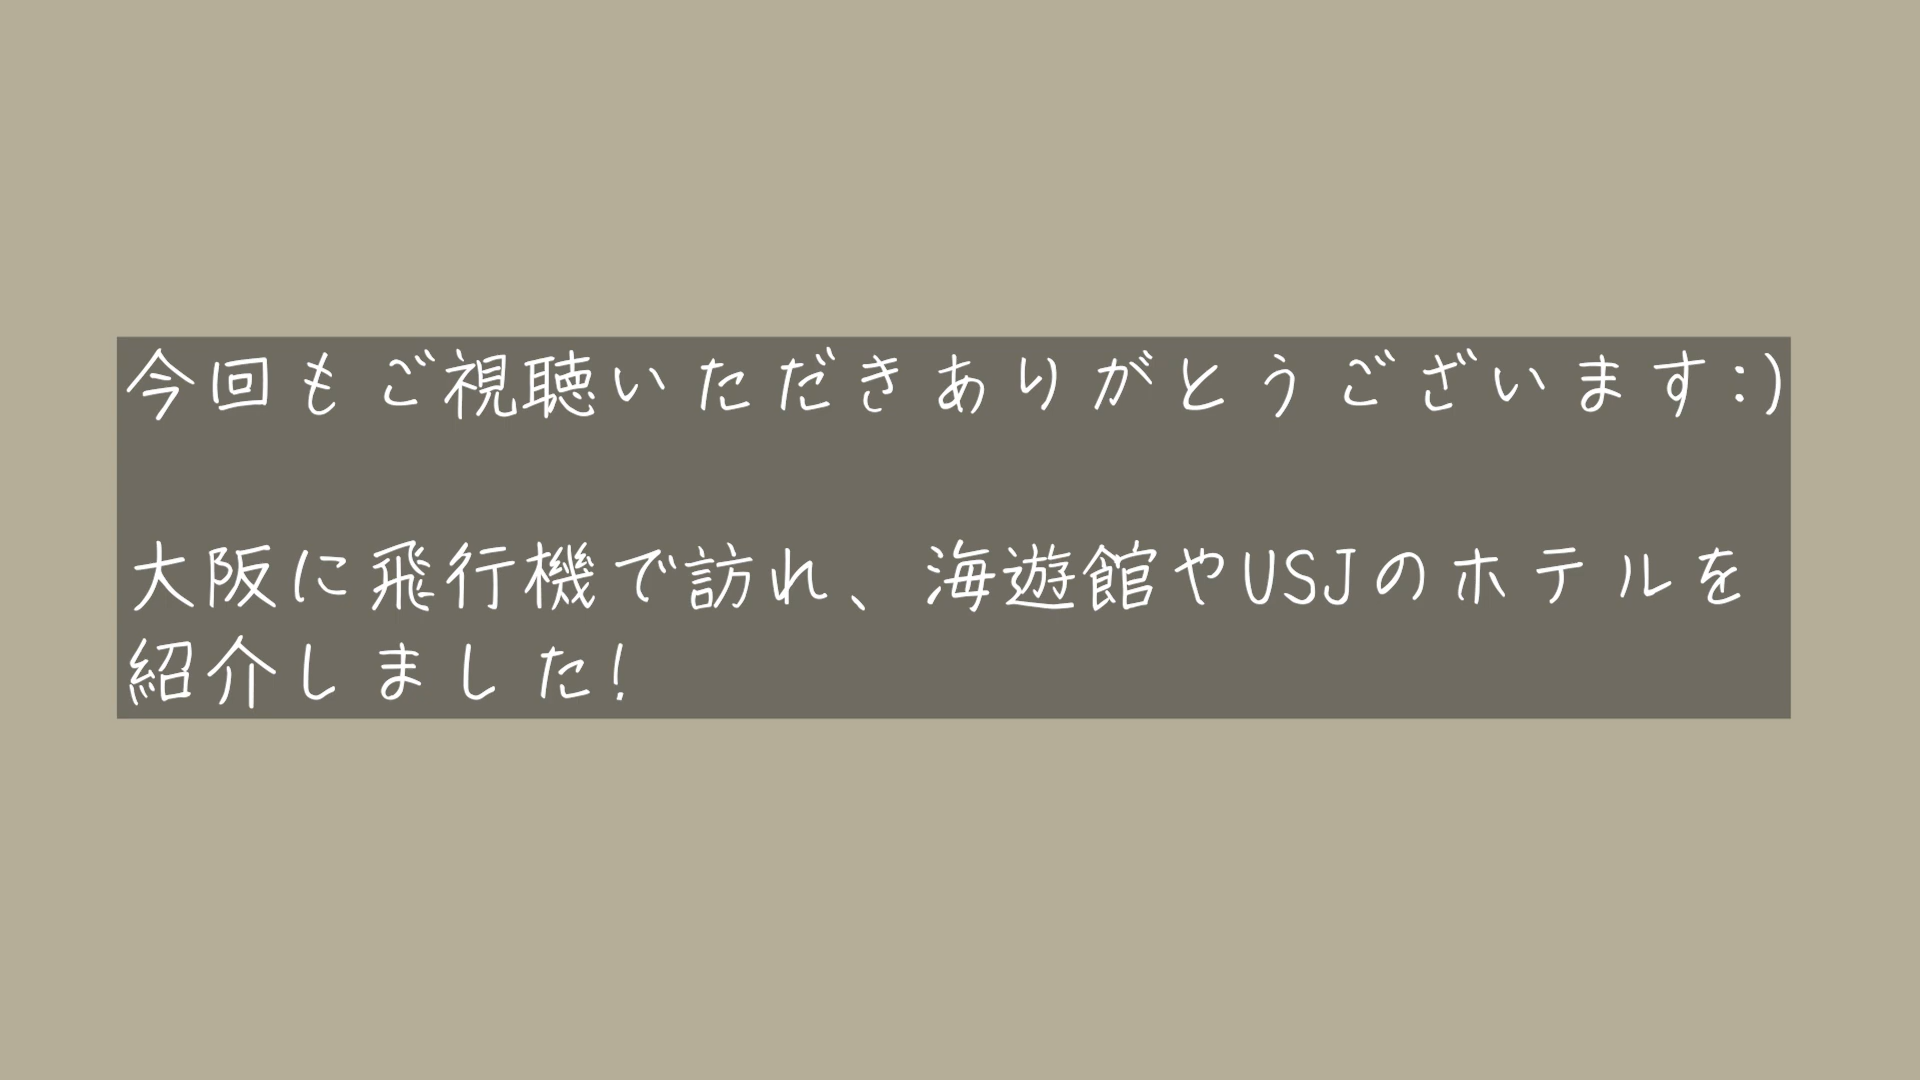 今回もご視聴いただきありがとうございます:)
大阪に飛行機で訪れ、海遊館やUSJのホテルを
紹介しました!